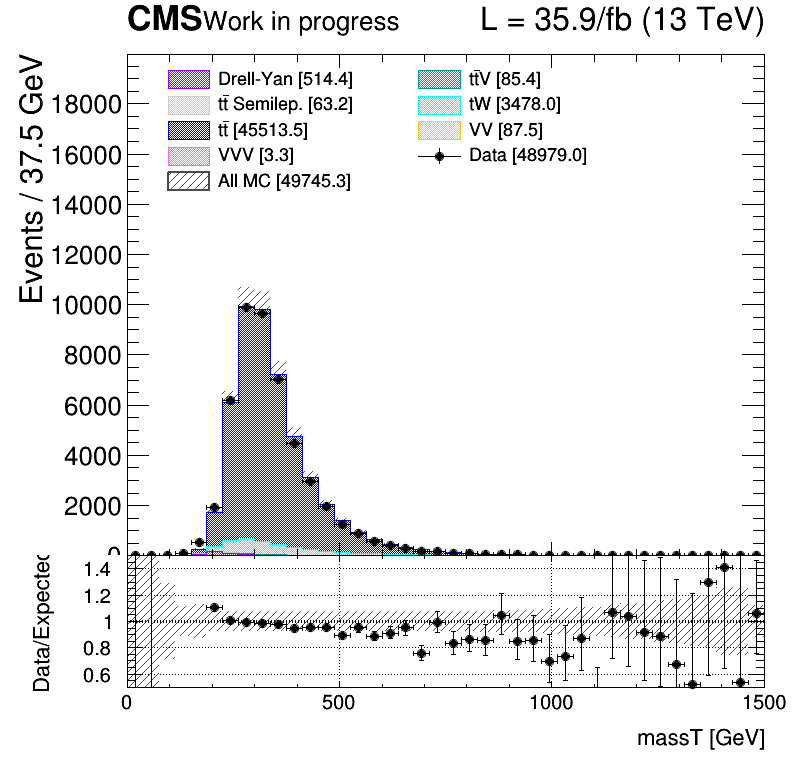 CMS Work in progress L = 35.9/fb (13 TeV)
Drell-Yan [514.4]
tt̄ Semilep. [63.2]
tt̄ [45513.5]
VVV [3.3]
All MC [49745.3]
tt̄V [85.4]
tW [3478.0]
VV [87.5]
Data [48979.0]
Events / 37.5 GeV
18000
16000
14000
12000
10000
8000
6000
4000
2000
0
Data/Expected
1.4
1.2
1
0.8
0.6
0 500 1000 1500
massT [GeV]